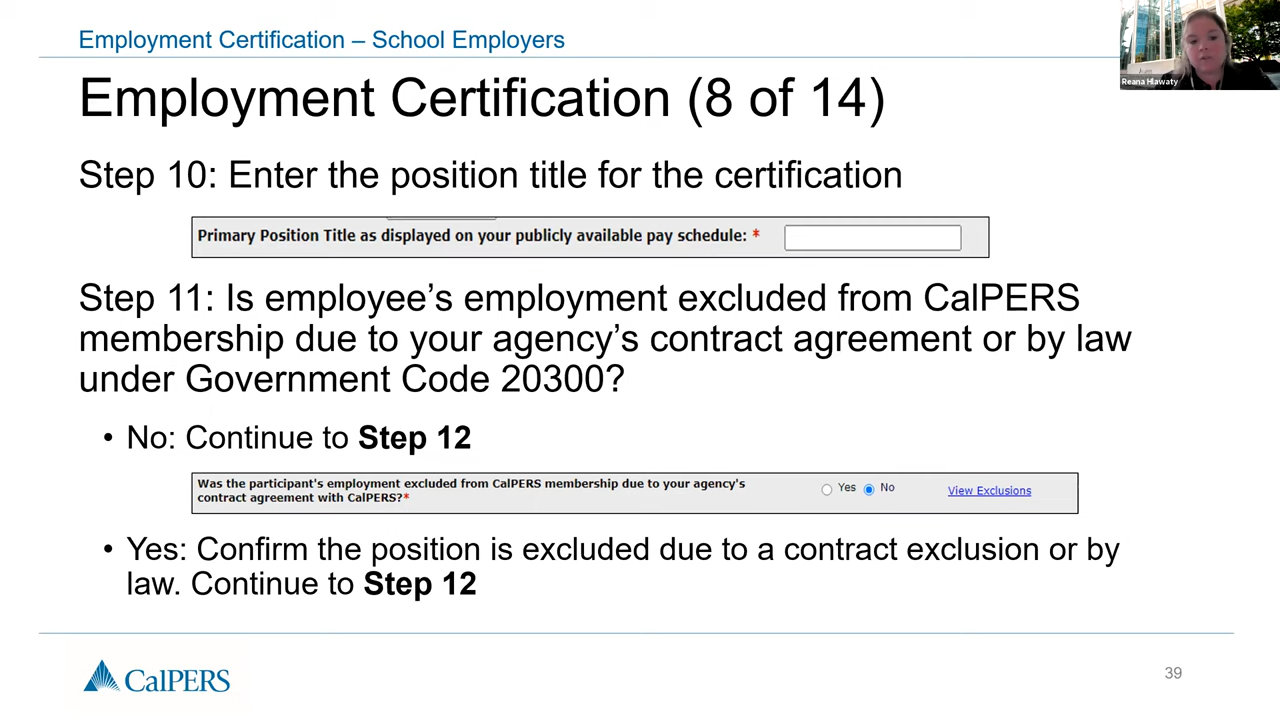 Employment Certification – School Employers
Reana Hlawaty
Employment Certification (8 of 14)
Step 10: Enter the position title for the certification
Primary Position Title as displayed on your publicly available pay schedule: *
Step 11: Is employee’s employment excluded from CalPERS
membership due to your agency’s contract agreement or by law
under Government Code 20300?
• No: Continue to Step 12
Was the participant's employment excluded from CalPERS membership due to your agency's
contract agreement with CalPERS?*
Yes No View Exclusions
• Yes: Confirm the position is excluded due to a contract exclusion or by
law. Continue to Step 12
CalPERS
39